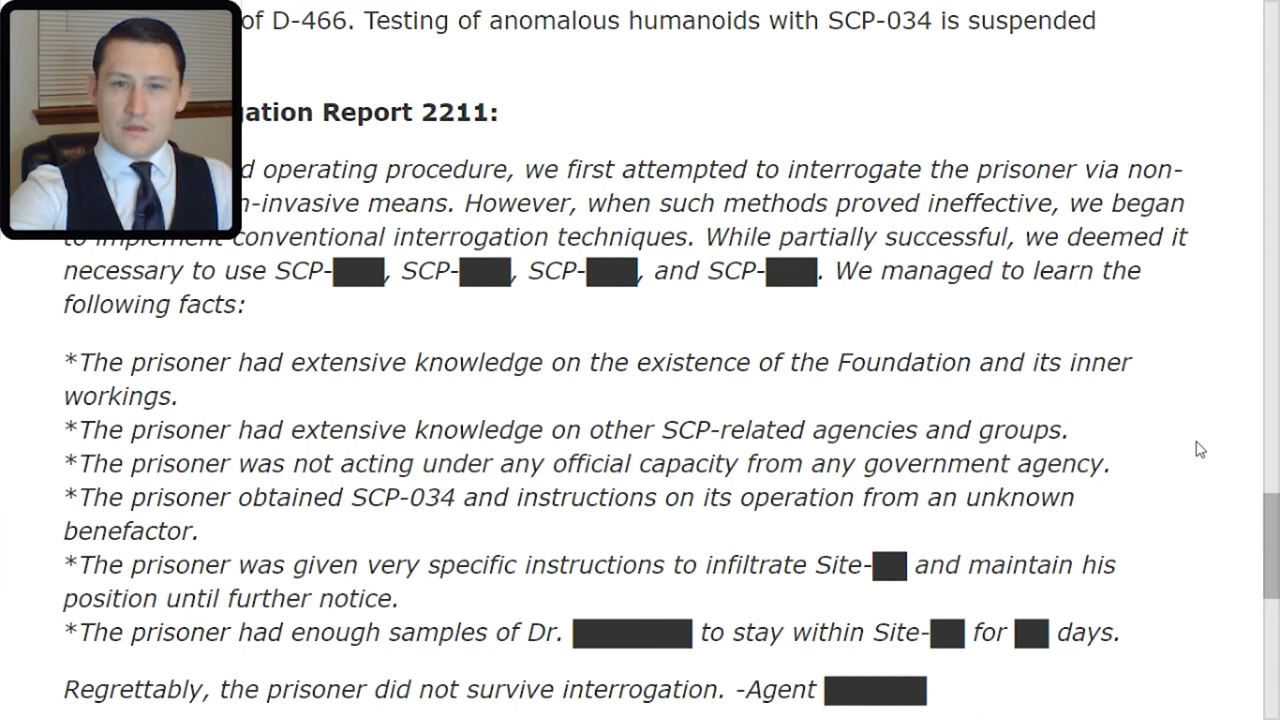 of D-466. Testing of anomalous humanoids with SCP-034 is suspended
gation Report 2211:
d operating procedure, we first attempted to interrogate the prisoner via non-
n-invasive means. However, when such methods proved ineffective, we began
to implement conventional interrogation techniques. While partially successful, we deemed it
necessary to use SCP-███, SCP-███, SCP-███, and SCP-███. We managed to learn the
following facts:
*The prisoner had extensive knowledge on the existence of the Foundation and its inner
workings.
*The prisoner had extensive knowledge on other SCP-related agencies and groups.
*The prisoner was not acting under any official capacity from any government agency.
*The prisoner obtained SCP-034 and instructions on its operation from an unknown
benefactor.
*The prisoner was given very specific instructions to infiltrate Site-██ and maintain his
position until further notice.
*The prisoner had enough samples of Dr. ███████ to stay within Site-██ for ██ days.
Regrettably, the prisoner did not survive interrogation. -Agent ██████